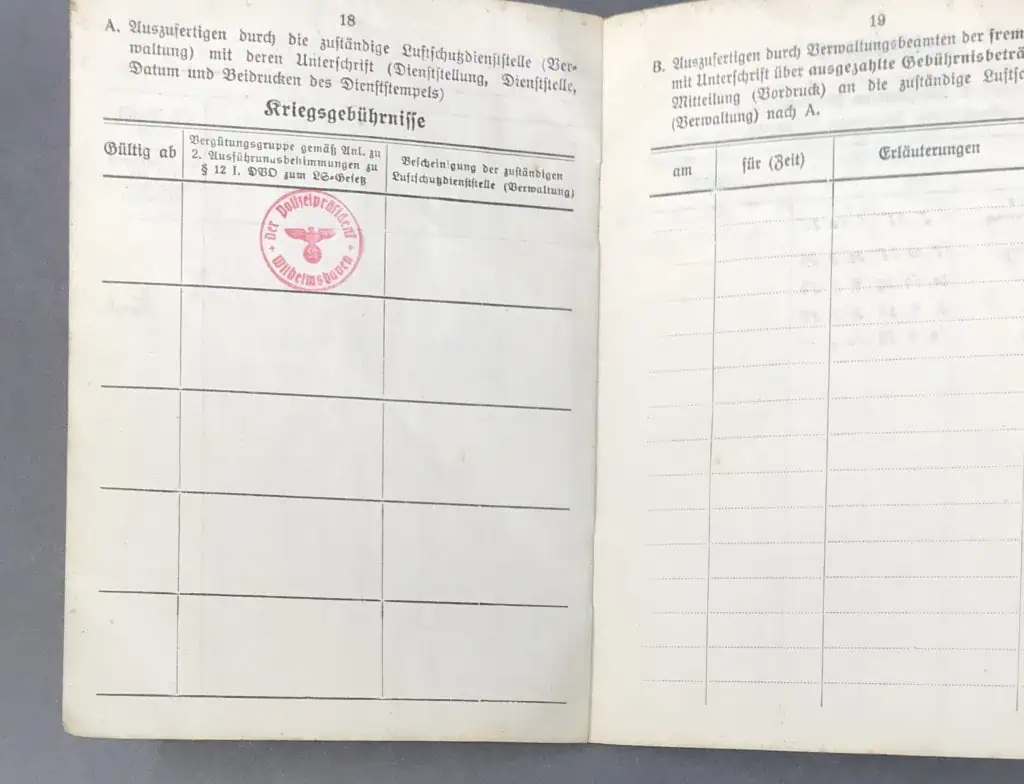 18
A. Auszufertigen durch die zuständige Luftschutzdienststelle (Ver-
waltung) mit deren Unterschrift (Dienststellung, Dienststelle,
Datum und Beidrucken des Dienststempels)
Kriegsgebührnisse
Gültig ab
Vergütungsgruppe gemäß Anl. zu
2. Ausführungsbestimmungen zu
§ 12 I. DVO zum LS-Gesetz
Bescheinigung der zuständigen
Luftschutzdienststelle (Verwaltung)
Der Polizeipräsident
Wilhelmshaven
19
B. Auszufertigen durch Verwaltungsbeamten der frem
mit Unterschrift über ausgezahlte Gebührnisbeträ
Mitteilung (Vordruck) an die zuständige Luftsc
(Verwaltung) nach A.
am
für (Zeit)
Erläuterungen